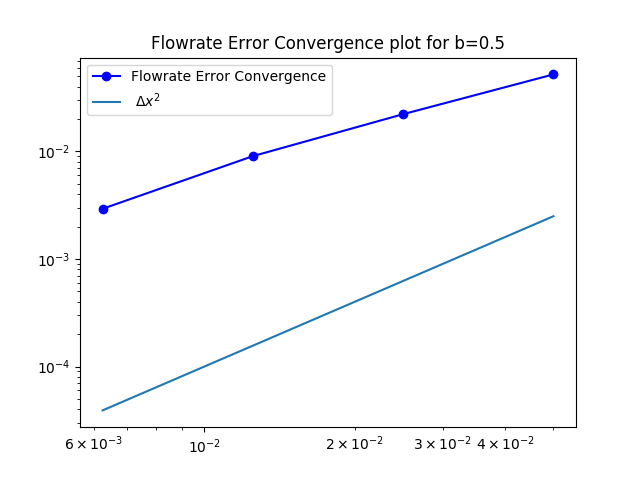 Flowrate Error Convergence plot for b=0.5
Flowrate Error Convergence
Δx²
10⁻²
10⁻³
10⁻⁴
6 × 10⁻³
10⁻²
2 × 10⁻²
3 × 10⁻²
4 × 10⁻²